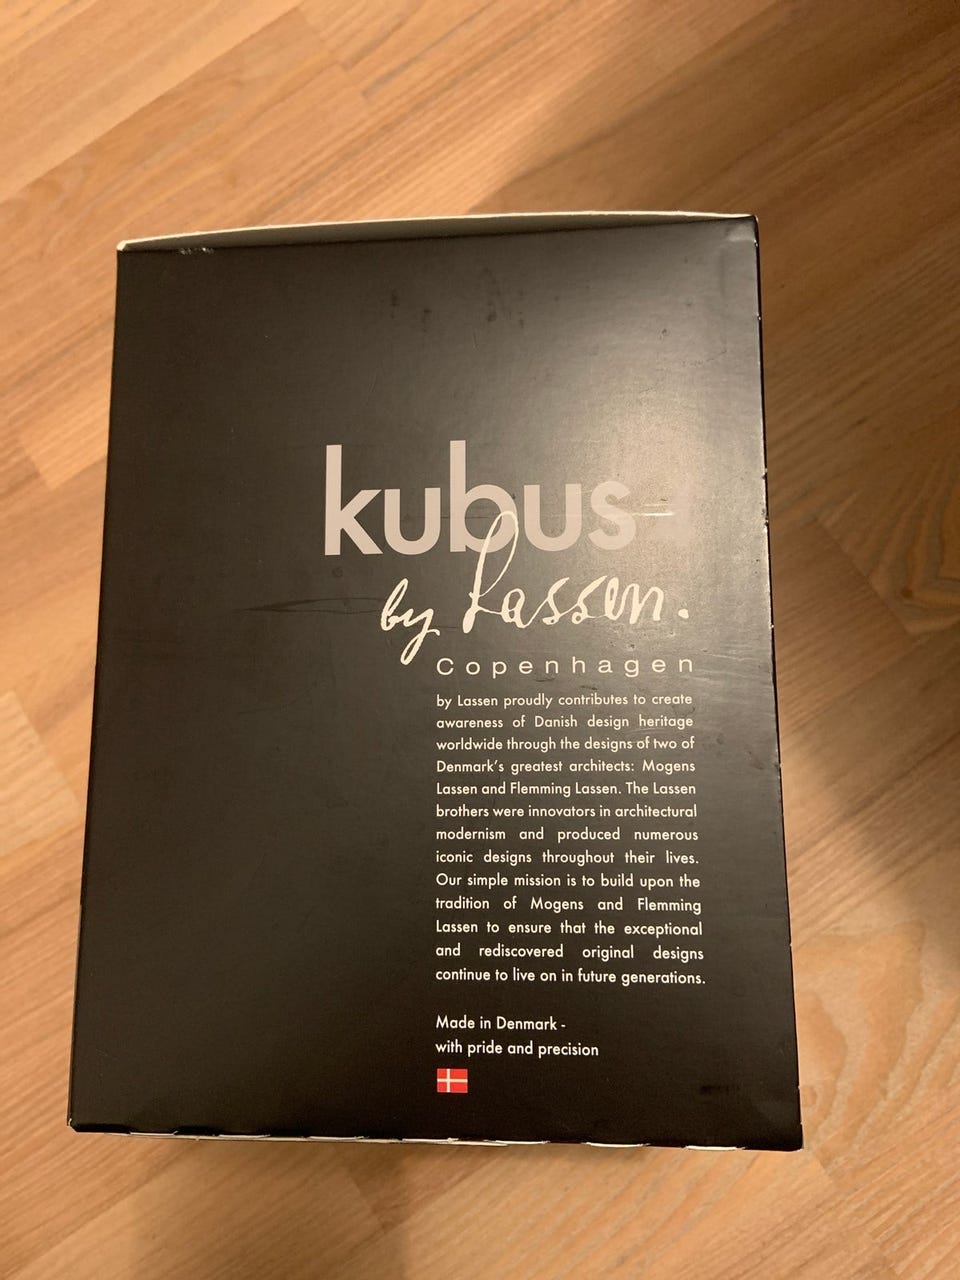 kubus 4
by Lassen.
Copenhagen
by Lassen proudly contributes to create
awareness of Danish design heritage
worldwide through the designs of two of
Denmark's greatest architects: Mogens
Lassen and Flemming Lassen. The Lassen
brothers were innovators in architectural
modernism and produced numerous
iconic designs throughout their lives.
Our simple mission is to build upon the
tradition of Mogens and Flemming
Lassen to ensure that the exceptional
and rediscovered original designs
continue to live on in future generations.
Made in Denmark -
with pride and precision